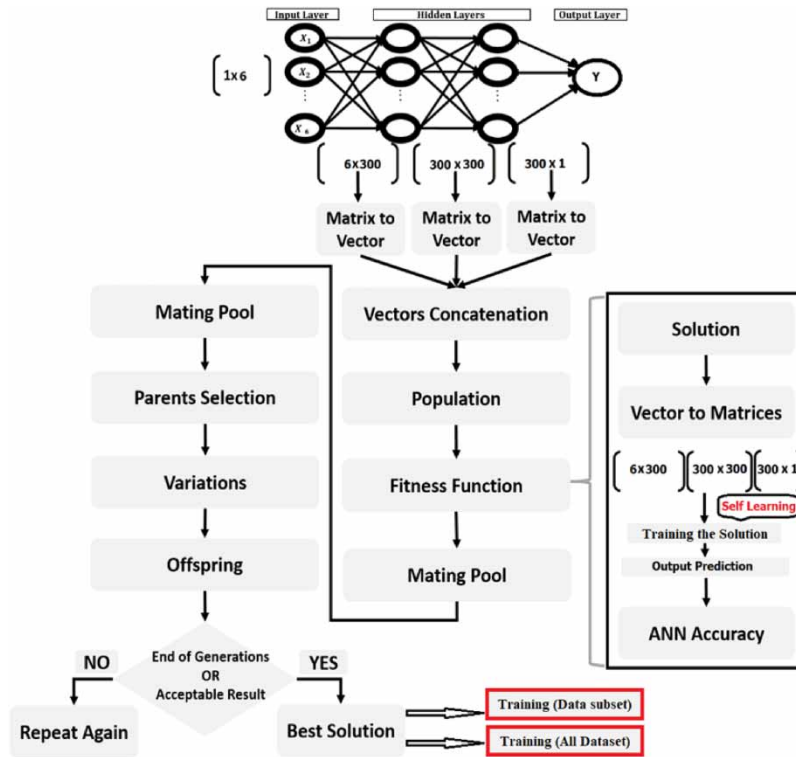 Input Layer
Hidden Layers
Output Layer
X₁
X₂
X₆
1x6
Y
6x300
300 x 300
300 x 1
Matrix to
Vector
Matrix to
Vector
Matrix to
Vector
Vectors Concatenation
Population
Fitness Function
Mating Pool
Mating Pool
Parents Selection
Variations
Offspring
End of Generations
OR
Acceptable Result
NO
YES
Repeat Again
Best Solution
Training (Data subset)
Training (All Dataset)
Solution
Vector to Matrices
6x300
300 x 300
300 x 1
Self Learning
Training the Solution
Output Prediction
ANN Accuracy